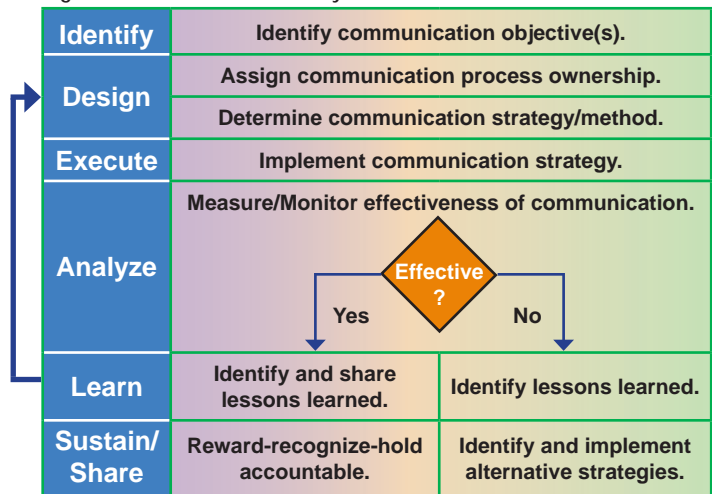 Identify
Identify communication objective(s).
Design
Assign communication process ownership.
Determine communication strategy/method.
Execute
Implement communication strategy.
Analyze
Measure/Monitor effectiveness of communication.
Effective
?
Yes
No
Learn
Identify and share
lessons learned.
Identify lessons learned.
Sustain/
Share
Reward-recognize-hold
accountable.
Identify and implement
alternative strategies.